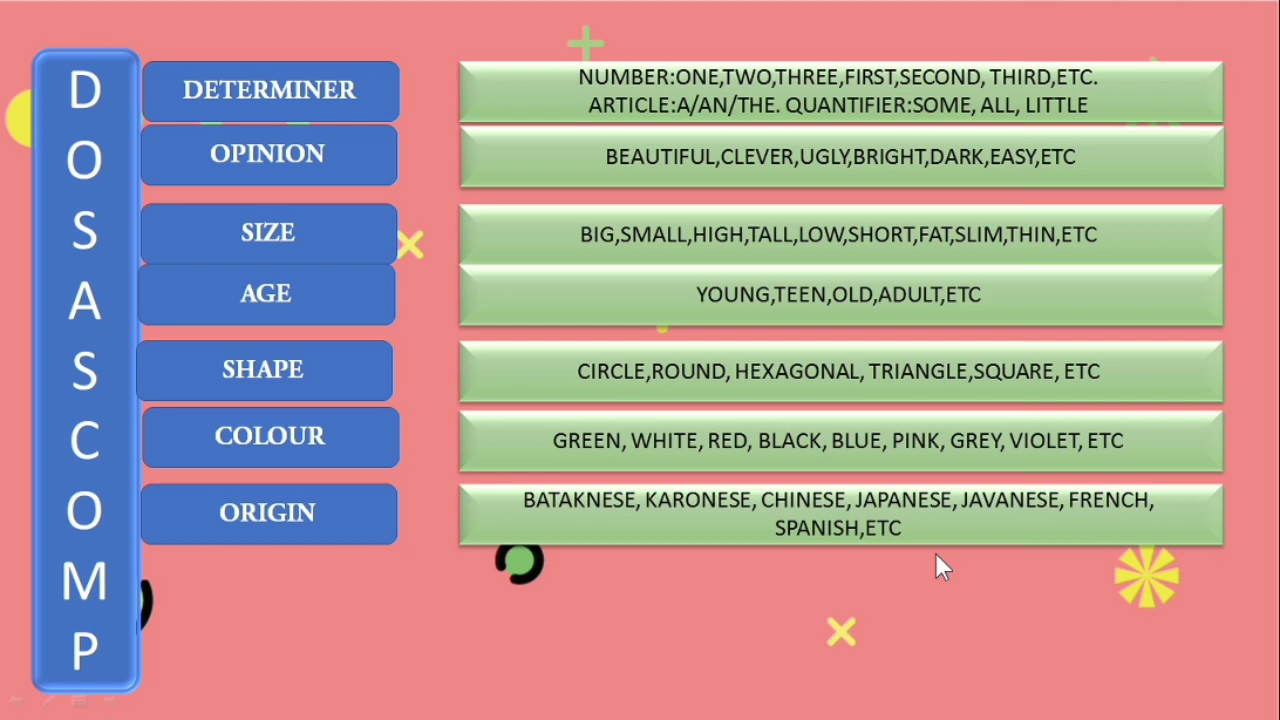 D
O
S
A
S
C
O
M
P
DETERMINER
NUMBER:ONE,TWO,THREE,FIRST,SECOND, THIRD,ETC.
ARTICLE:A/AN/THE. QUANTIFIER:SOME, ALL, LITTLE
OPINION
BEAUTIFUL,CLEVER,UGLY,BRIGHT,DARK,EASY,ETC
SIZE
BIG,SMALL,HIGH,TALL,LOW,SHORT,FAT,SLIM,THIN,ETC
AGE
YOUNG,TEEN,OLD,ADULT,ETC
SHAPE
CIRCLE,ROUND, HEXAGONAL, TRIANGLE,SQUARE, ETC
COLOUR
GREEN, WHITE, RED, BLACK, BLUE, PINK, GREY, VIOLET, ETC
ORIGIN
BATAKNESE, KARONESE, CHINESE, JAPANESE, JAVANESE, FRENCH,
SPANISH,ETC